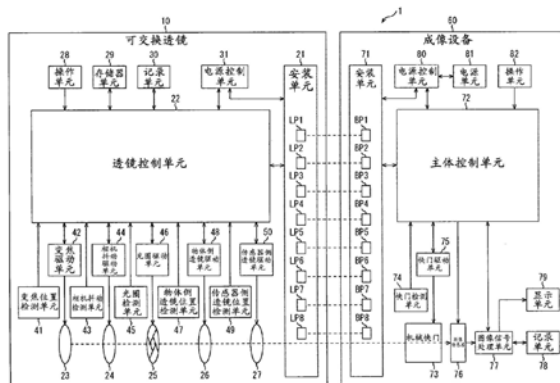 1
10
可交换透镜
60
成像设备
28
29
30
31
21
71
80
81
82
操作
单元
存储器
单元
记录
单元
电源控制
单元
安装
单元
安装
单元
电源控制
单元
电源
单元
操作
单元
22
72
透镜控制单元
主体控制单元
LP1
BP1
LP2
BP2
LP3
BP3
LP4
BP4
LP5
BP5
LP6
BP6
LP7
BP7
LP8
BP8
42
44
46
48
50
变焦
驱动
单元
相机
抖动
驱动单元
光圈驱动
单元
物体侧
透镜驱动
单元
传感器侧
透镜驱动
单元
变焦位置
检测单元
相机抖动
检测单元
光圈
检测单元
物体侧
透镜位置
检测单元
传感器侧
透镜位置
检测单元
41
43
45
47
49
23
24
25
26
27
75
快门驱动
单元
74
快门检测
单元
79
显示
单元
机械快门
图像信号
处理单元
记录
单元
73
76
77
78